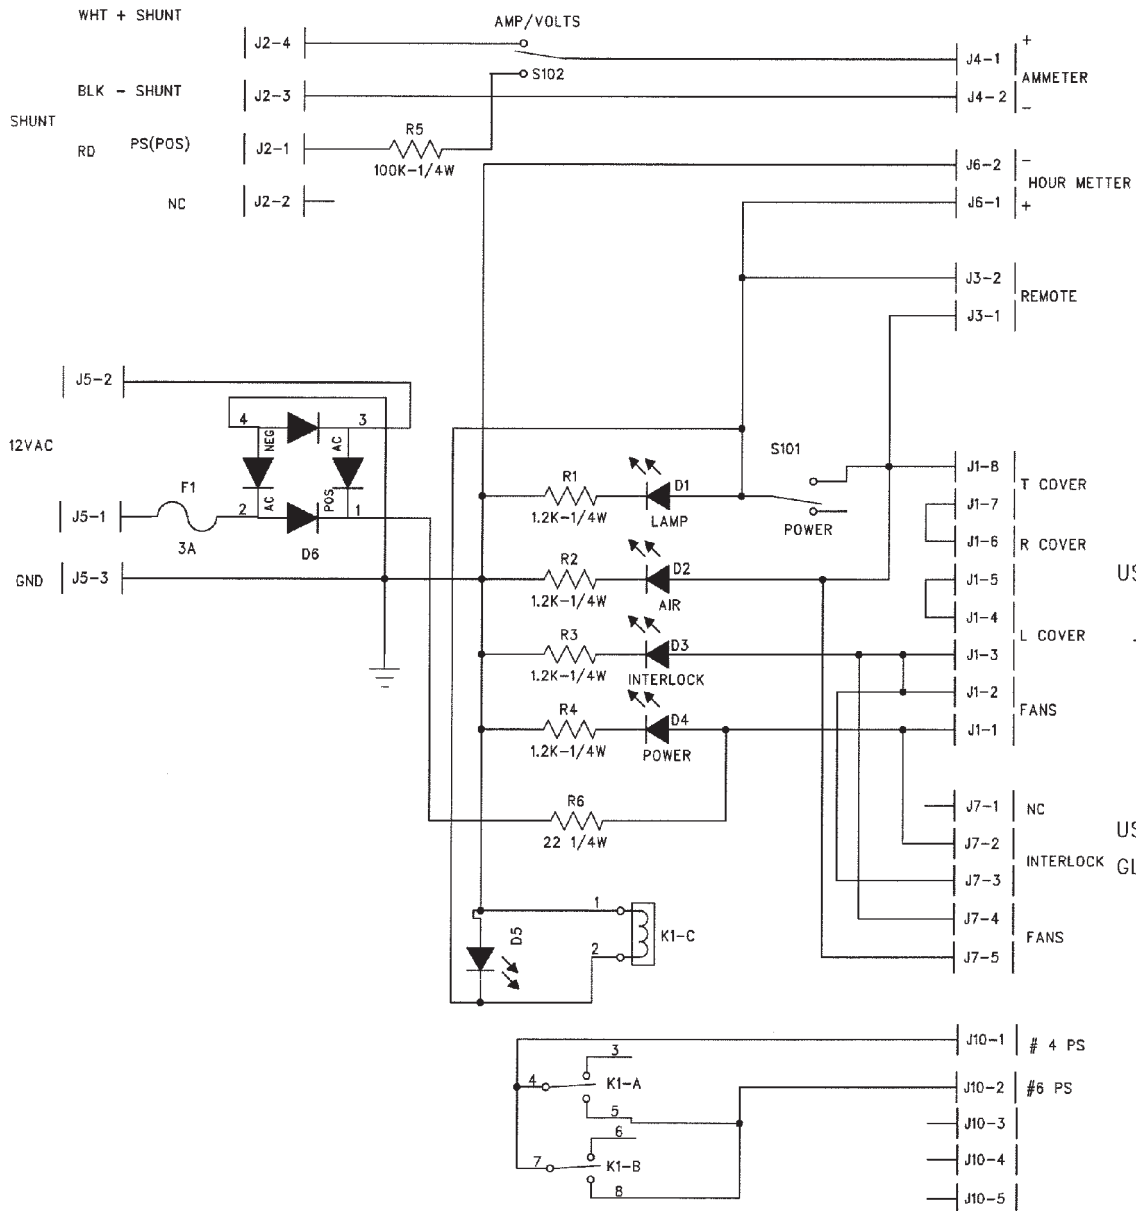 WHT + SHUNT
AMP/VOLTS
J2-4
+
S102
J4-1
AMMETER
BLK - SHUNT
J2-3
J4-2
-
SHUNT
R5
RD
PS(POS)
J2-1
100K-1/4W
J6-2
-
HOUR METTER
NC
J2-2
J6-1
+
J3-2
REMOTE
J3-1
J5-2
4
3
NEG
AC
12VAC
S101
J1-8
T COVER
F1
AC
POS
R1
D1
J1-7
J5-1
2
1
1.2K-1/4W
LAMP
POWER
J1-6
R COVER
3A
D6
R2
D2
GND
J5-3
J1-5
US
1.2K-1/4W
AIR
J1-4
L COVER
R3
D3
J1-3
1.2K-1/4W
INTERLOCK
J1-2
FANS
R4
D4
J1-1
1.2K-1/4W
POWER
R6
J7-1
NC
22 1/4W
US
J7-2
INTERLOCK
GL
J7-3
1
J7-4
D5
K1-C
FANS
2
J7-5
J10-1
# 4 PS
3
4
K1-A
J10-2
#6 PS
5
J10-3
6
7
K1-B
J10-4
8
J10-5